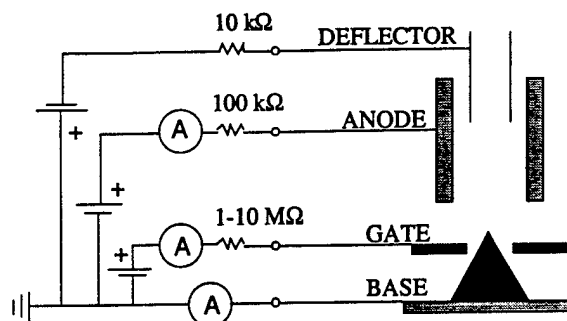 10 kΩ DEFLECTOR
+
A 100 kΩ ANODE
+
A 1-10 MΩ GATE
+
A BASE